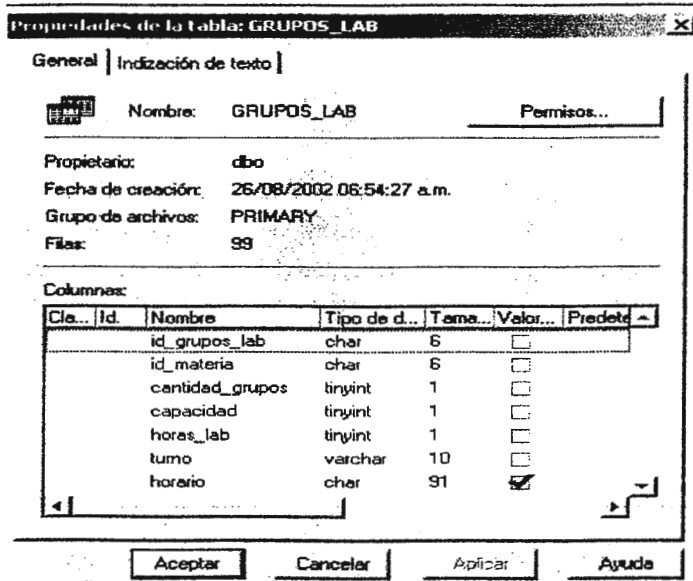 Propiedades de la tabla: GRUPOS_LAB
General Indización de texto
Nombre: GRUPOS_LAB Permisos...
Propietario: dbo
Fecha de creación: 26/08/2002 06:54:27 a.m.
Grupo de archivos: PRIMARY
Filas: 99
Columnas:
Cla... Id. Nombre Tipo de d... Tama... Valor... Predete
id_grupos_lab char 6
id_materia char 6
cantidad_grupos tinyint 1
capacidad tinyint 1
horas_lab tinyint 1
turno varchar 10
horario char 91
Aceptar Cancelar Aplicar Ayuda